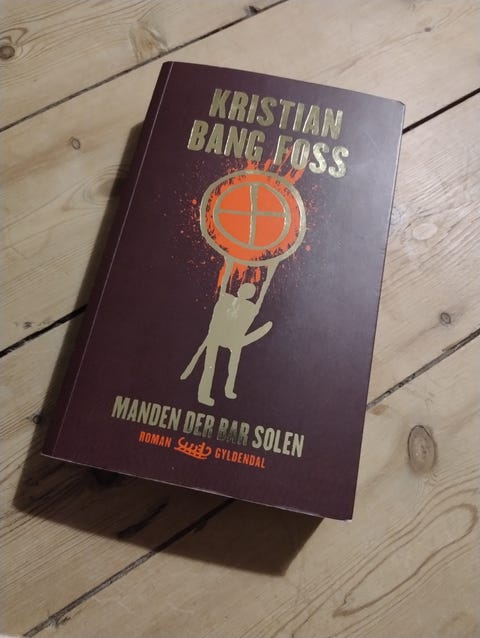 KRISTIAN
BANG FOSS
MANDEN DER BAR SOLEN
ROMAN GYLDENDAL